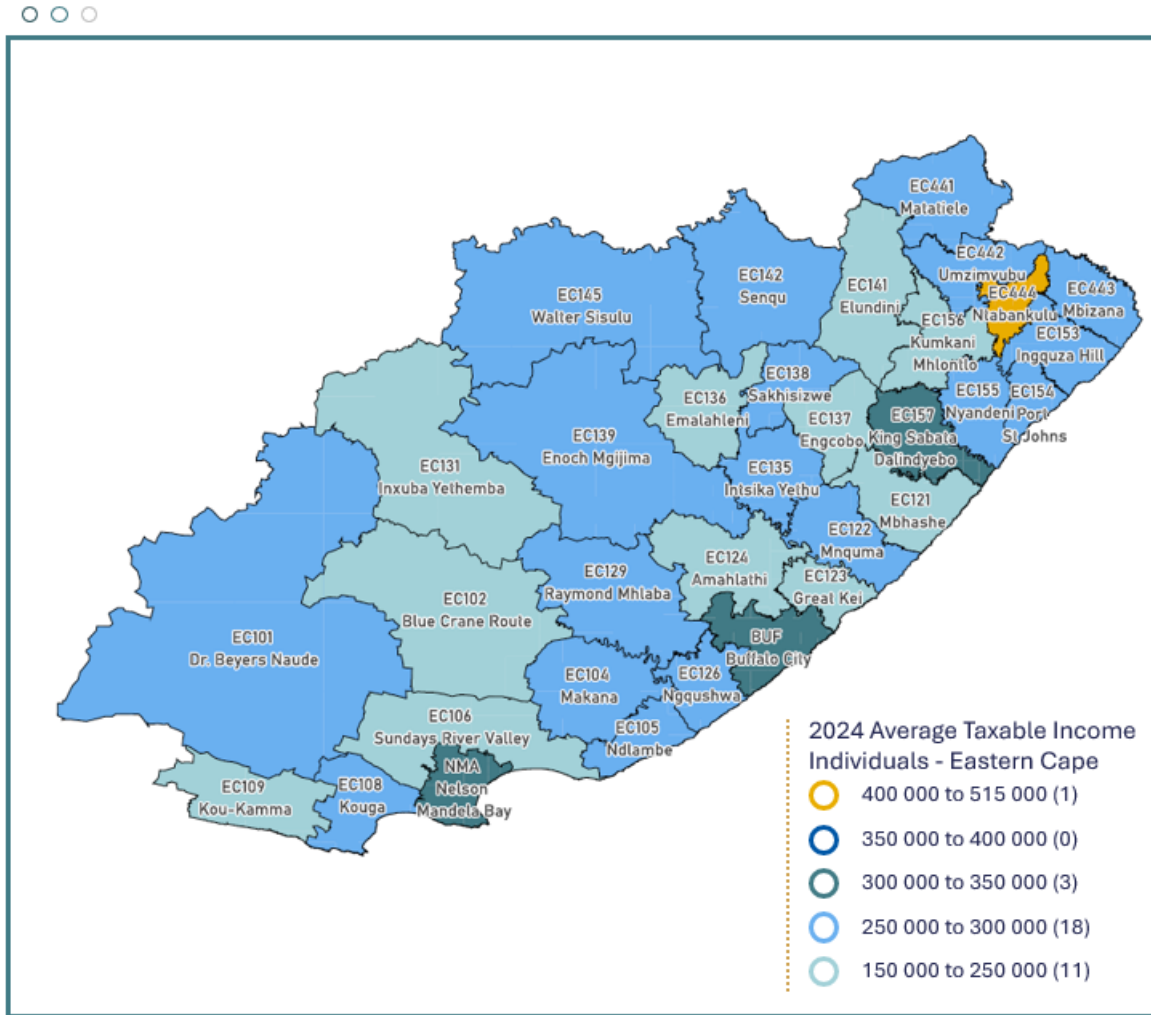 EC441
Matatiele
EC442
Umzimvubu
EC443
Mbizana
EC444
Ntabankulu
EC153
Ingquza Hill
EC142
Senqu
EC141
Elundini
EC145
Walter Sisulu
EC156
Kumkani
Mhlontlo
EC138
Sakhisizwe
EC155
Nyandeni
EC154
Port
St Johns
EC136
Emalahleni
EC137
Engcobo
EC157
King Sabata
Dalindyebo
EC139
Enoch Mgijima
EC131
Inxuba Yethemba
EC135
Intsika Yethu
EC121
Mbhashe
EC122
Mnquma
EC124
Amahlathi
EC123
Great Kei
EC129
Raymond Mhlaba
EC102
Blue Crane Route
EC101
Dr. Beyers Naude
BUF
Buffalo City
EC104
Makana
EC126
Ngqushwa
EC105
Ndlambe
EC106
Sundays River Valley
NMA
Nelson
Mandela Bay
EC109
Kou-Kamma
EC108
Kouga
2024 Average Taxable Income
Individuals - Eastern Cape
400 000 to 515 000 (1)
350 000 to 400 000 (0)
300 000 to 350 000 (3)
250 000 to 300 000 (18)
150 000 to 250 000 (11)